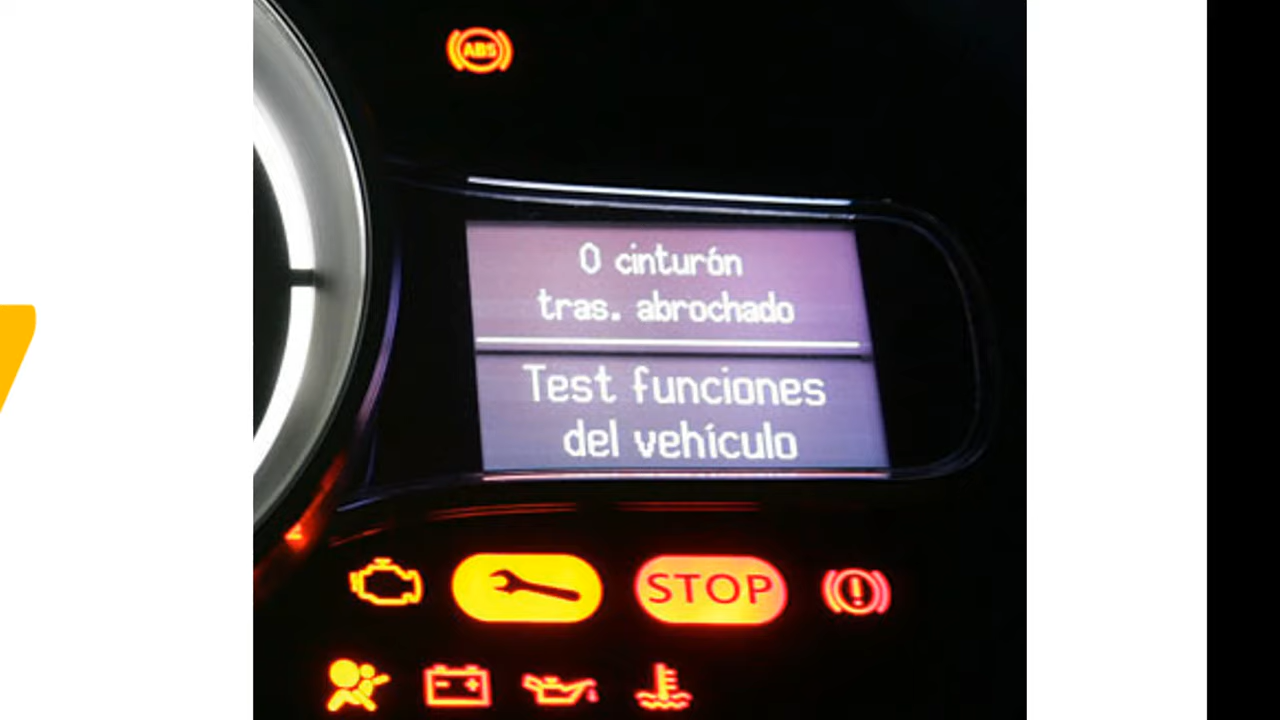 ABS
0 cinturón
tras. abrochado
Test funciones
del vehículo
STOP